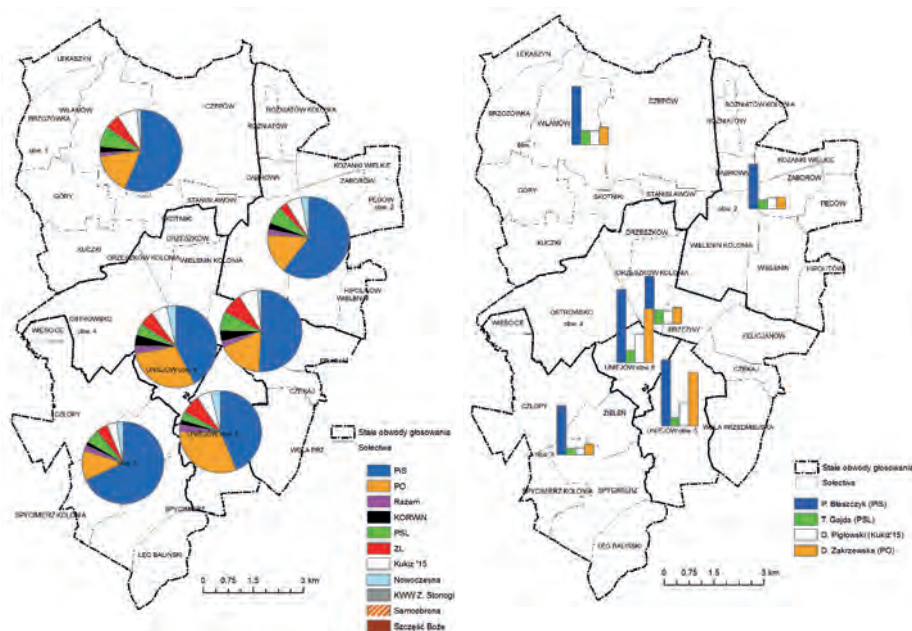 LEKASZYN
WILAMÓW
BRZOZÓWKA
CZEPÓW
ROŻNIATÓW KOLONIA
ROŻNIATÓW
obw. 1
KOZANKI WIELKIE
ZABORÓW
DĄBROWA
GÓRY
STANISŁAWÓW
PĘGÓW
obw. 2
SKOTNIKI
ORZESZKÓW
KUCZKI
ORZESZKÓW KOLONIA
WIELENIN KOLONIA
HIPOLITÓW
WIELENIN
OSTROWSKO
WIEŚCICE
obw. 4
UNIEJÓW obw. 6
CZEKAJ
CZŁOPY
UNIEJÓW obw. 5
WOLA PRZ.
SPYCIMIERZ KOLONIA
SPYCIMIERZ
ŁĘG BALIŃSKI
0 0,75 1,5 3 km
Stałe obwody głosowania
Sołectwa
PiS
PO
Razem
KORWiN
PSL
ZL
Kukiz '15
Nowoczesna
KWW Z. Stonogi
Samoobrona
Szczęść Boże
LEKASZYN
CZEPÓW
WILAMÓW
BRZOZÓWKA
ROŻNIATÓW KOLONIA
ROŻNIATÓW
obw. 1
KOZANKI WIELKIE
DĄBROWA
ZABORÓW
GÓRY
SKOTNIKI
STANISŁAWÓW
obw. 2
PĘGÓW
ORZESZKÓW
KUCZKI
WIELENIN KOLONIA
WIELENIN
HIPOLITÓW
ORZESZKÓW KOLONIA
OSTROWSKO
WIEŚCICE
obw. 4
BRZEZINY
FELICJANÓW
UNIEJÓW obw. 6
CZEKAJ
CZŁOPY
ZIELEŃ
UNIEJÓW obw. 5
WOLA PRZEDMIEJSKA
obw. 3
SPYCIMIERZ KOLONIA
SPYCIMIERZ
ŁĘG BALIŃSKI
0 0,75 1,5 3 km
Stałe obwody głosowania
Sołectwa
P. Błeszczyk (PIS)
T. Gajda (PSL)
D. Pigłowski (Kukiz'15)
D. Zakrzewska (PO)